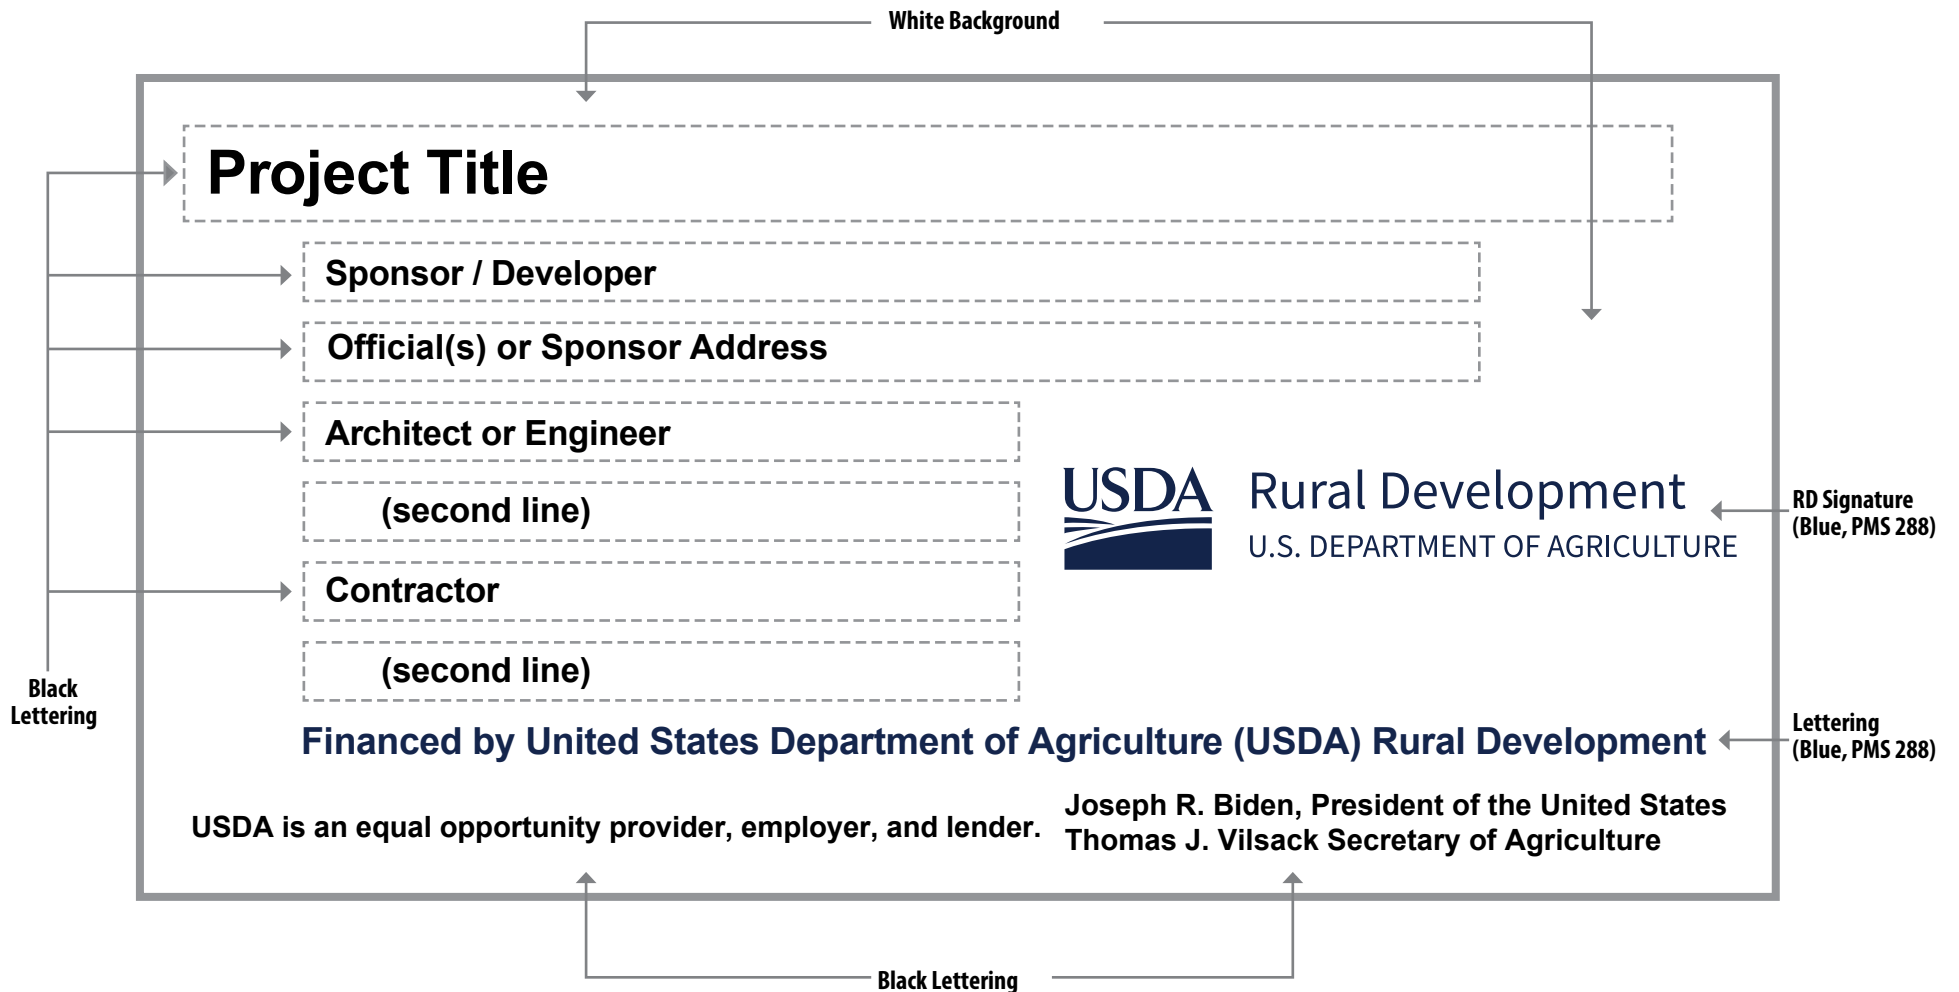 White Background
Project Title
Sponsor / Developer
Official(s) or Sponsor Address
Architect or Engineer
(second line)
Contractor
(second line)
USDA
Rural Development
U.S. DEPARTMENT OF AGRICULTURE
RD Signature
(Blue, PMS 288)
Black
Lettering
Financed by United States Department of Agriculture (USDA) Rural Development
Lettering
(Blue, PMS 288)
USDA is an equal opportunity provider, employer, and lender.
Joseph R. Biden, President of the United States
Thomas J. Vilsack Secretary of Agriculture
Black Lettering